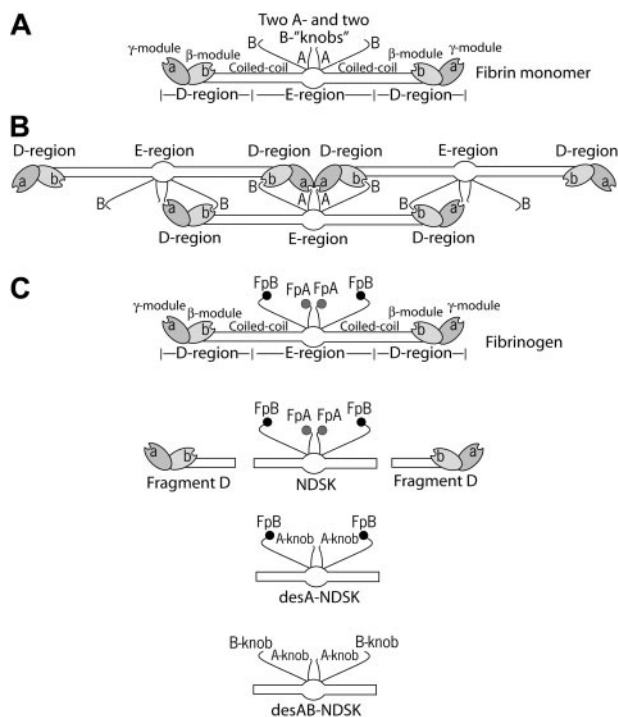 A
Two A- and two
B-"knobs"
γ-module
β-module
B
A
A
B
β-module
γ-module
a
b
Coiled-coil
Coiled-coil
b
a
Fibrin monomer
D-region
E-region
D-region
B
D-region
E-region
D-region
D-region
E-region
D-region
a
b
b
a
a
b
b
a
B
B
B
A
A
B
B
B
a
b
b
a
D-region
E-region
D-region
C
FpB
FpA
FpA
FpB
γ-module
β-module
β-module
γ-module
a
b
Coiled-coil
Coiled-coil
b
a
Fibrinogen
D-region
E-region
D-region
FpB
FpA
FpA
FpB
a
b
b
a
Fragment D
NDSK
Fragment D
FpB
FpB
A-knob
A-knob
desA-NDSK
B-knob
B-knob
A-knob
A-knob
desAB-NDSK